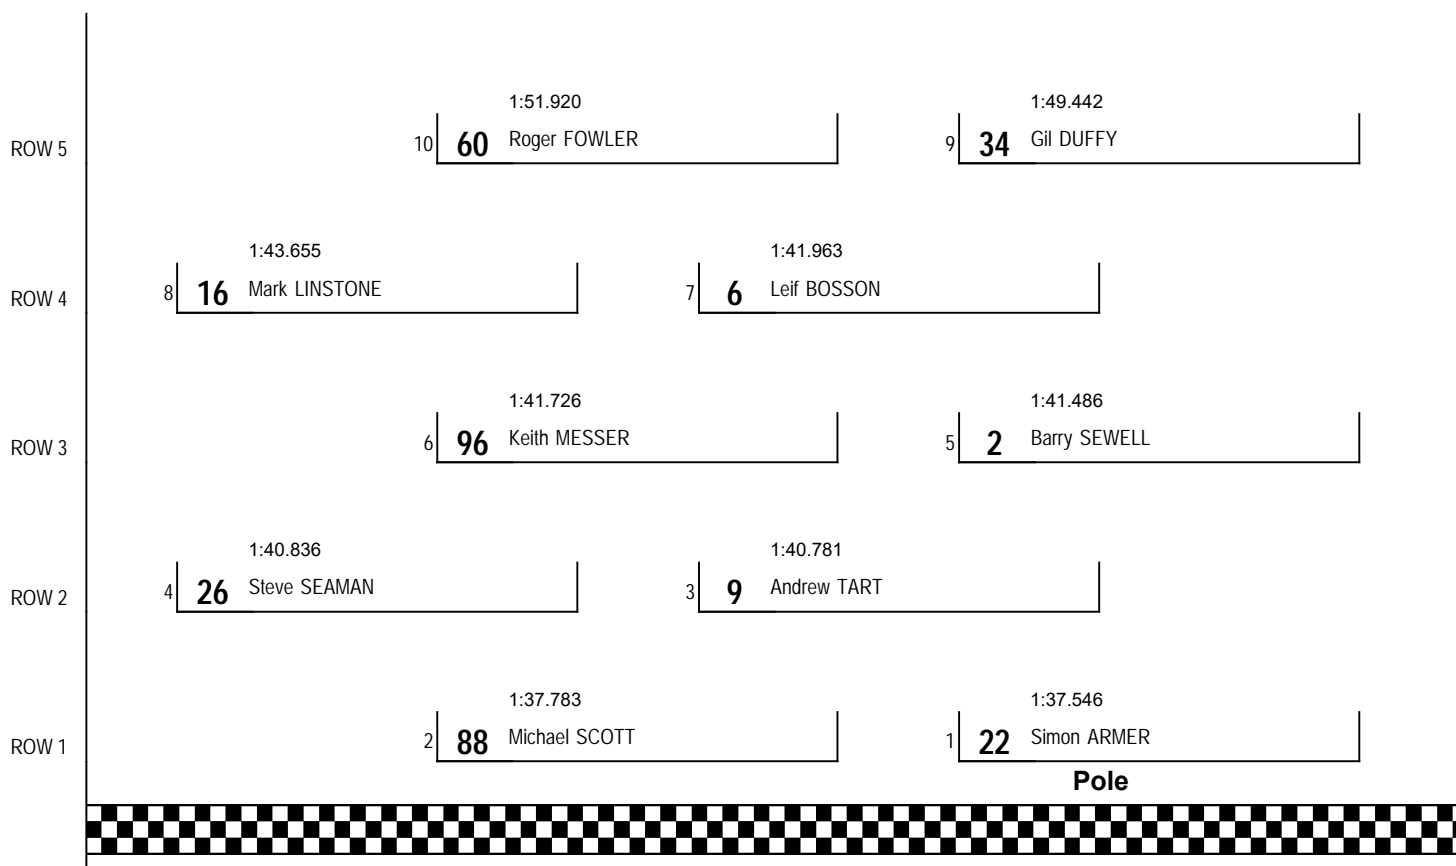 1:51.920 1:49.442
ROW 5 10 60 Roger FOWLER 9 34 Gil DUFFY
1:43.655 1:41.963
ROW 4 8 16 Mark LINSTONE 7 6 Leif BOSSON
1:41.726 1:41.486
ROW 3 6 96 Keith MESSER 5 2 Barry SEWELL
1:40.836 1:40.781
ROW 2 4 26 Steve SEAMAN 3 9 Andrew TART
1:37.783 1:37.546
ROW 1 2 88 Michael SCOTT 1 22 Simon ARMER
Pole